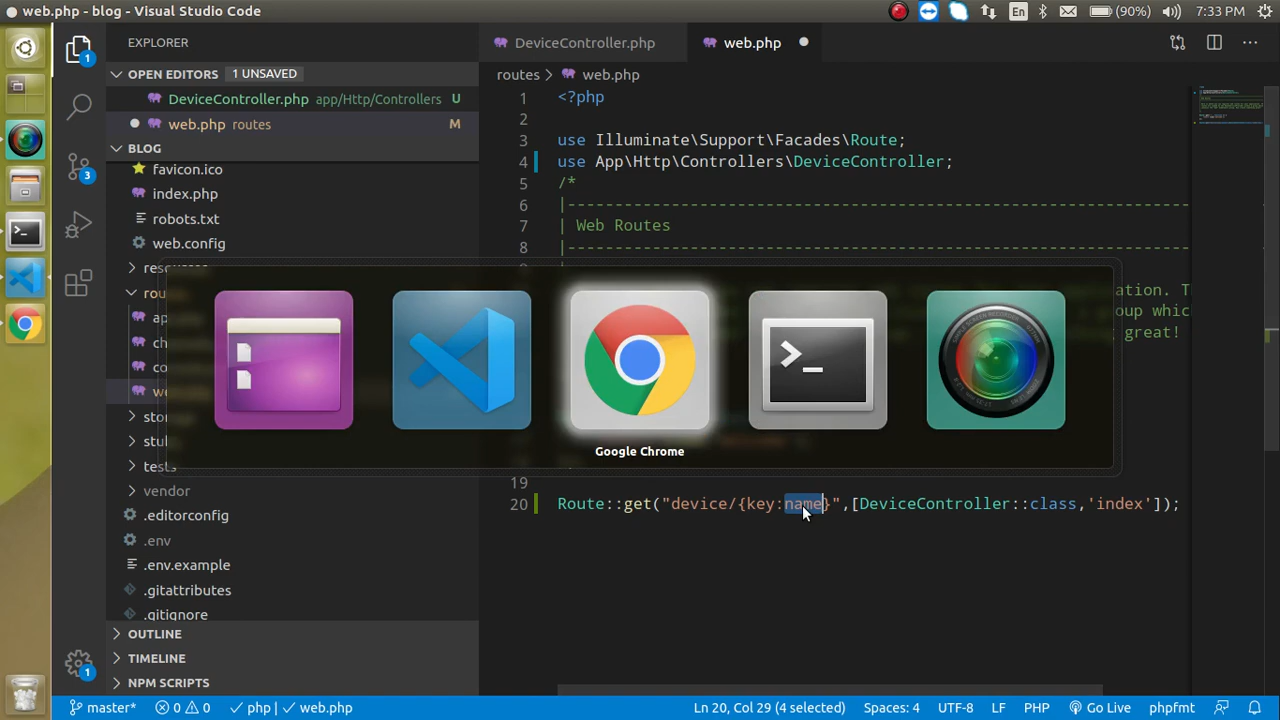 web.php - blog - Visual Studio Code
En
(90%)
7:33 PM
EXPLORER
OPEN EDITORS
1 UNSAVED
DeviceController.php app/Http/Controllers U
web.php routes M
BLOG
favicon.ico
index.php
robots.txt
web.config
tests
vendor
.editorconfig
.env
.env.example
.gitattributes
.gitignore
OUTLINE
TIMELINE
NPM SCRIPTS
1
3
1
DeviceController.php
web.php
routes > web.php
1 <?php
2
3 use Illuminate\Support\Facades\Route;
4 use App\Http\Controllers\DeviceController;
5 /*
6 |--------------------------------------------------------------------------
7 | Web Routes
8 |--------------------------------------------------------------------------
Google Chrome
19
20 Route::get("device/{key:name}",[DeviceController::class,'index']);
master*
0
0
php
web.php
Ln 20, Col 29 (4 selected)
Spaces: 4
UTF-8
LF
PHP
Go Live
phpfmt